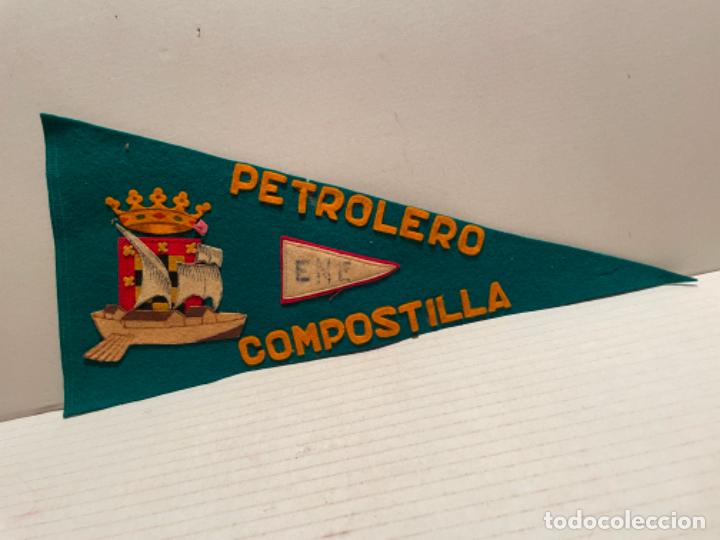 PETROLERO
ENE
COMPOSTILLA
todocoleccion